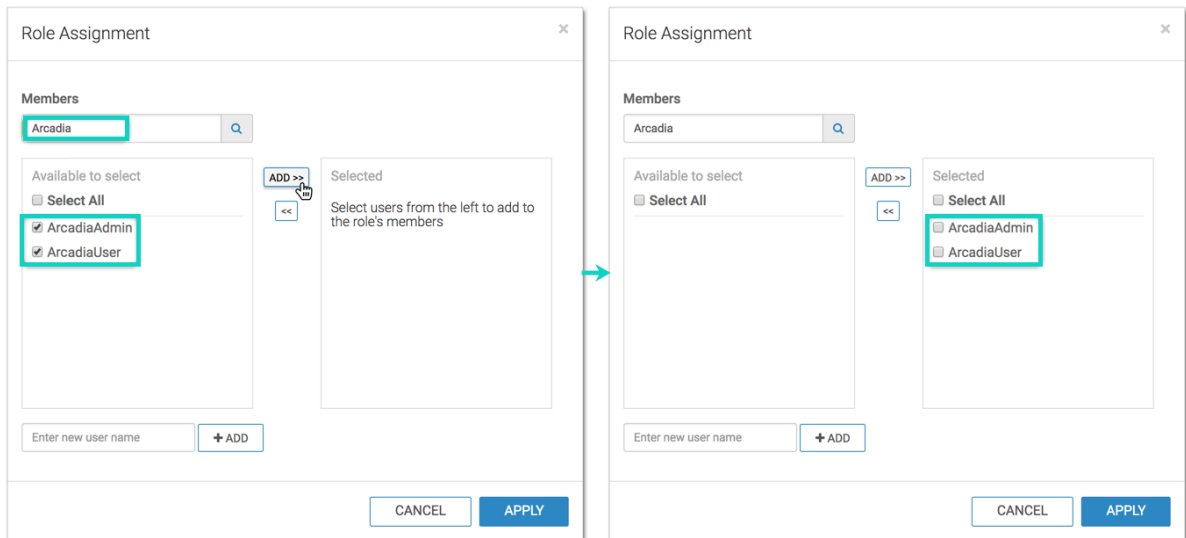 Role Assignment ×
Members
Arcadia
Available to select
Select All
ArcadiaAdmin
ArcadiaUser
ADD >>
<<
Selected
Select users from the left to add to
the role's members
Enter new user name
+ ADD
CANCEL
APPLY
Role Assignment ×
Members
Arcadia
Available to select
Select All
ADD >>
<<
Selected
Select All
ArcadiaAdmin
ArcadiaUser
Enter new user name
+ ADD
CANCEL
APPLY